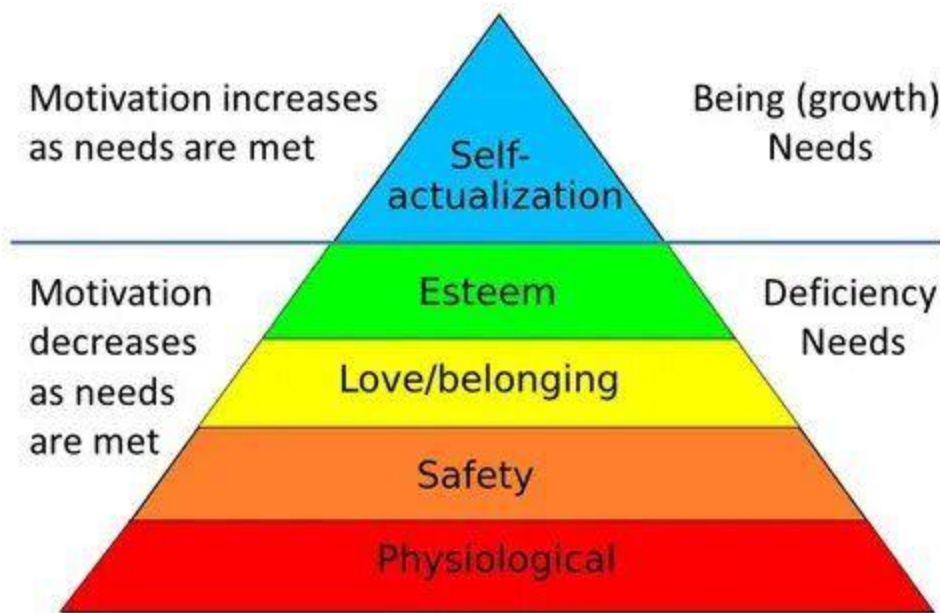 Motivation increases
as needs are met
Being (growth)
Needs
Self-
actualization
Motivation
decreases
as needs
are met
Esteem
Deficiency
Needs
Love/belonging
Safety
Physiological